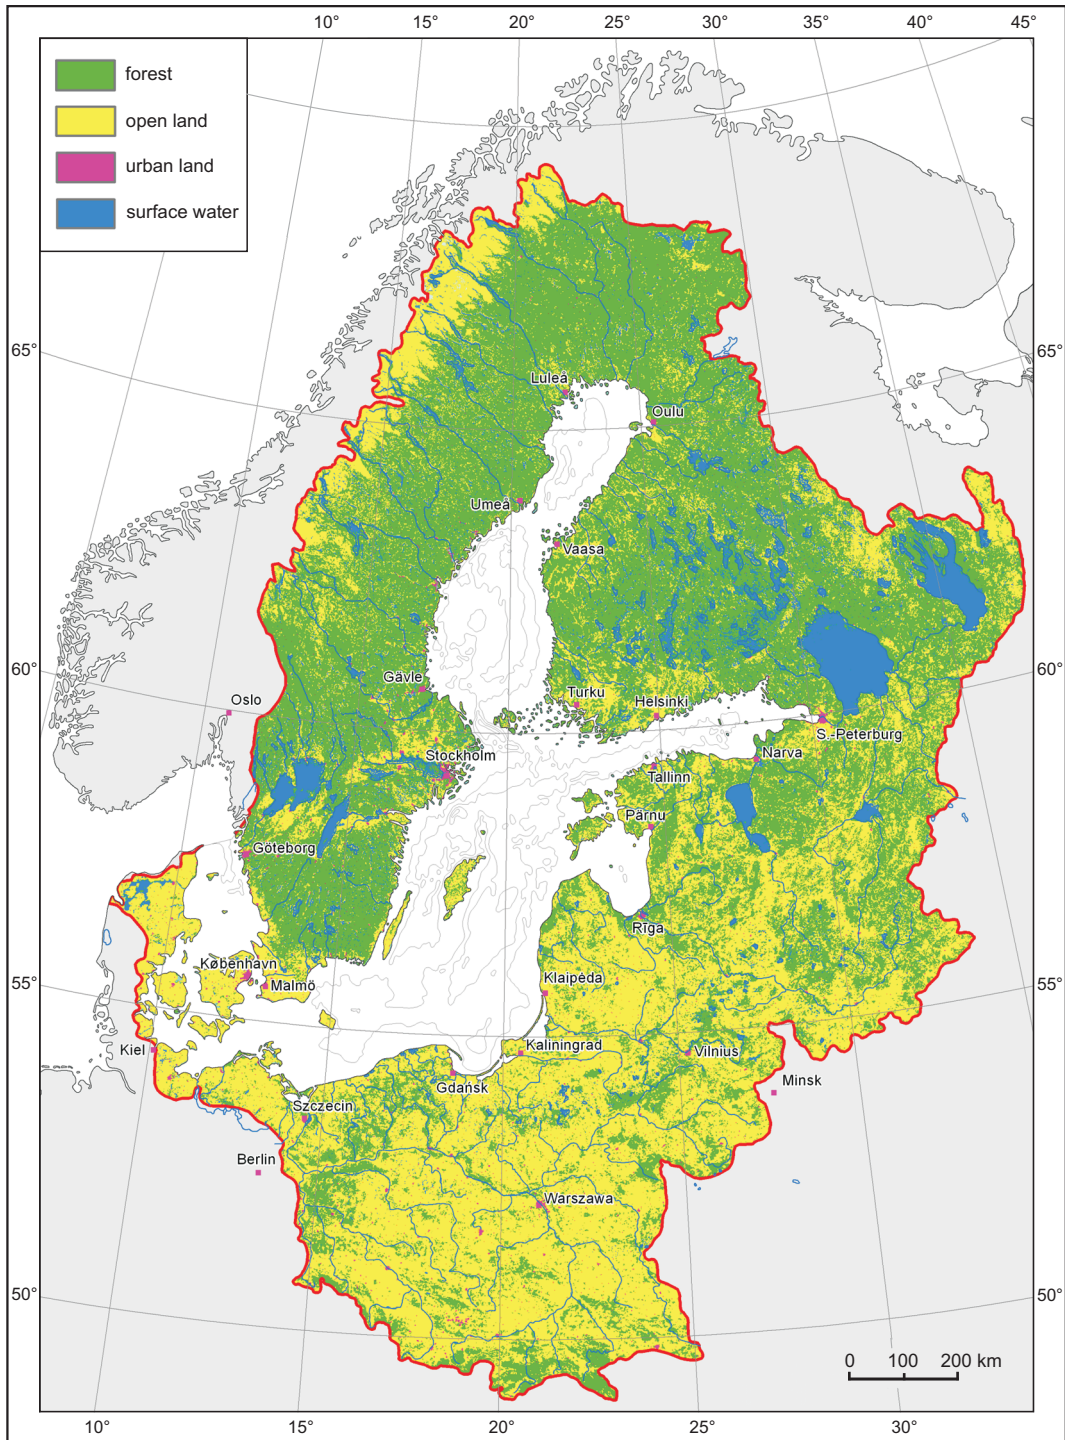 10°
15°
20°
25°
30°
35°
40°
45°
forest
open land
urban land
surface water
65°
65°
Luleå
Oulu
Umeå
Vaasa
60°
60°
Gävle
Oslo
Turku
Helsinki
S.-Peterburg
Stockholm
Narva
Tallinn
Pärnu
Göteborg
Rīga
København
Malmö
Klaipėda
55°
55°
Kiel
Kaliningrad
Vilnius
Gdańsk
Minsk
Szczecin
Berlin
Warszawa
50°
50°
0 100 200 km
10°
15°
20°
25°
30°